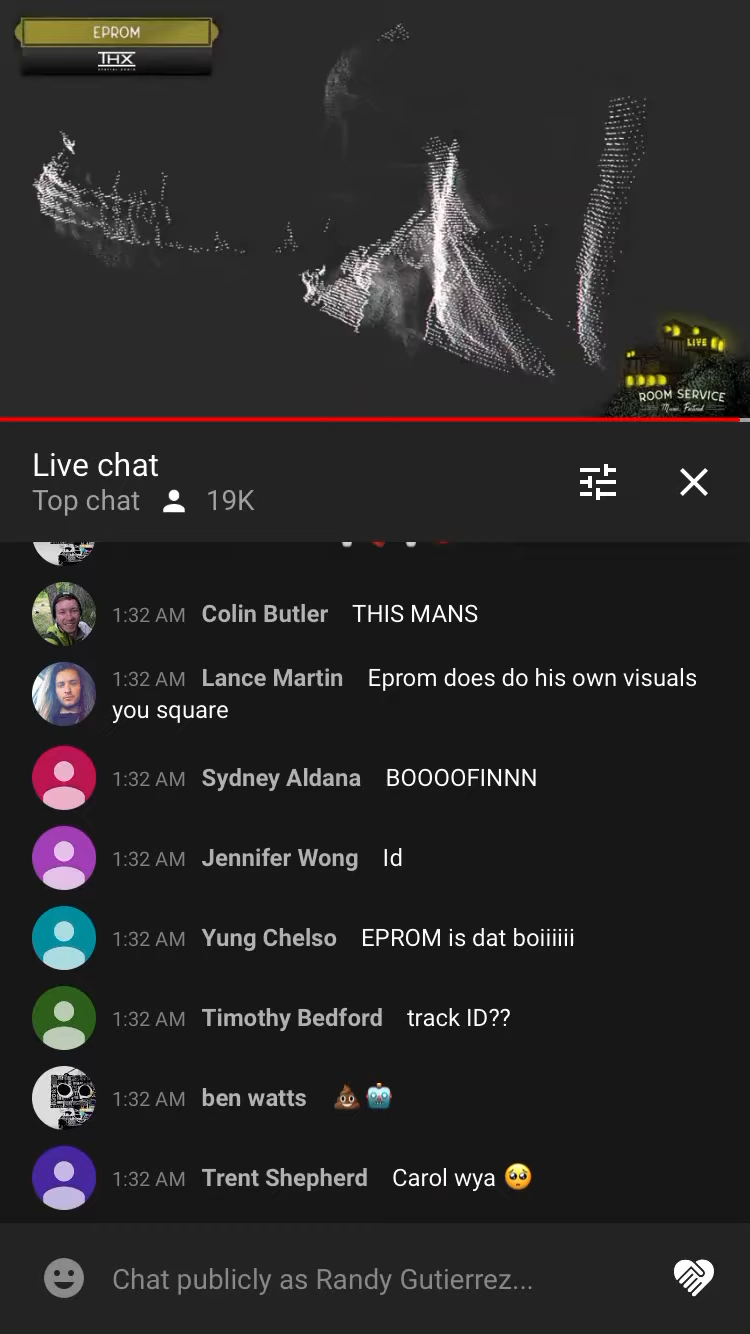 EPROM
THX
LIVE
ROOM SERVICE
Music Festival
Live chat
Top chat 19K
1:32 AM Colin Butler THIS MANS
1:32 AM Lance Martin Eprom does do his own visuals
you square
1:32 AM Sydney Aldana BOOOOFINNN
1:32 AM Jennifer Wong Id
1:32 AM Yung Chelso EPROM is dat boiiiiii
1:32 AM Timothy Bedford track ID??
1:32 AM ben watts 💩🤖
1:32 AM Trent Shepherd Carol wya 🥺
Chat publicly as Randy Gutierrez...